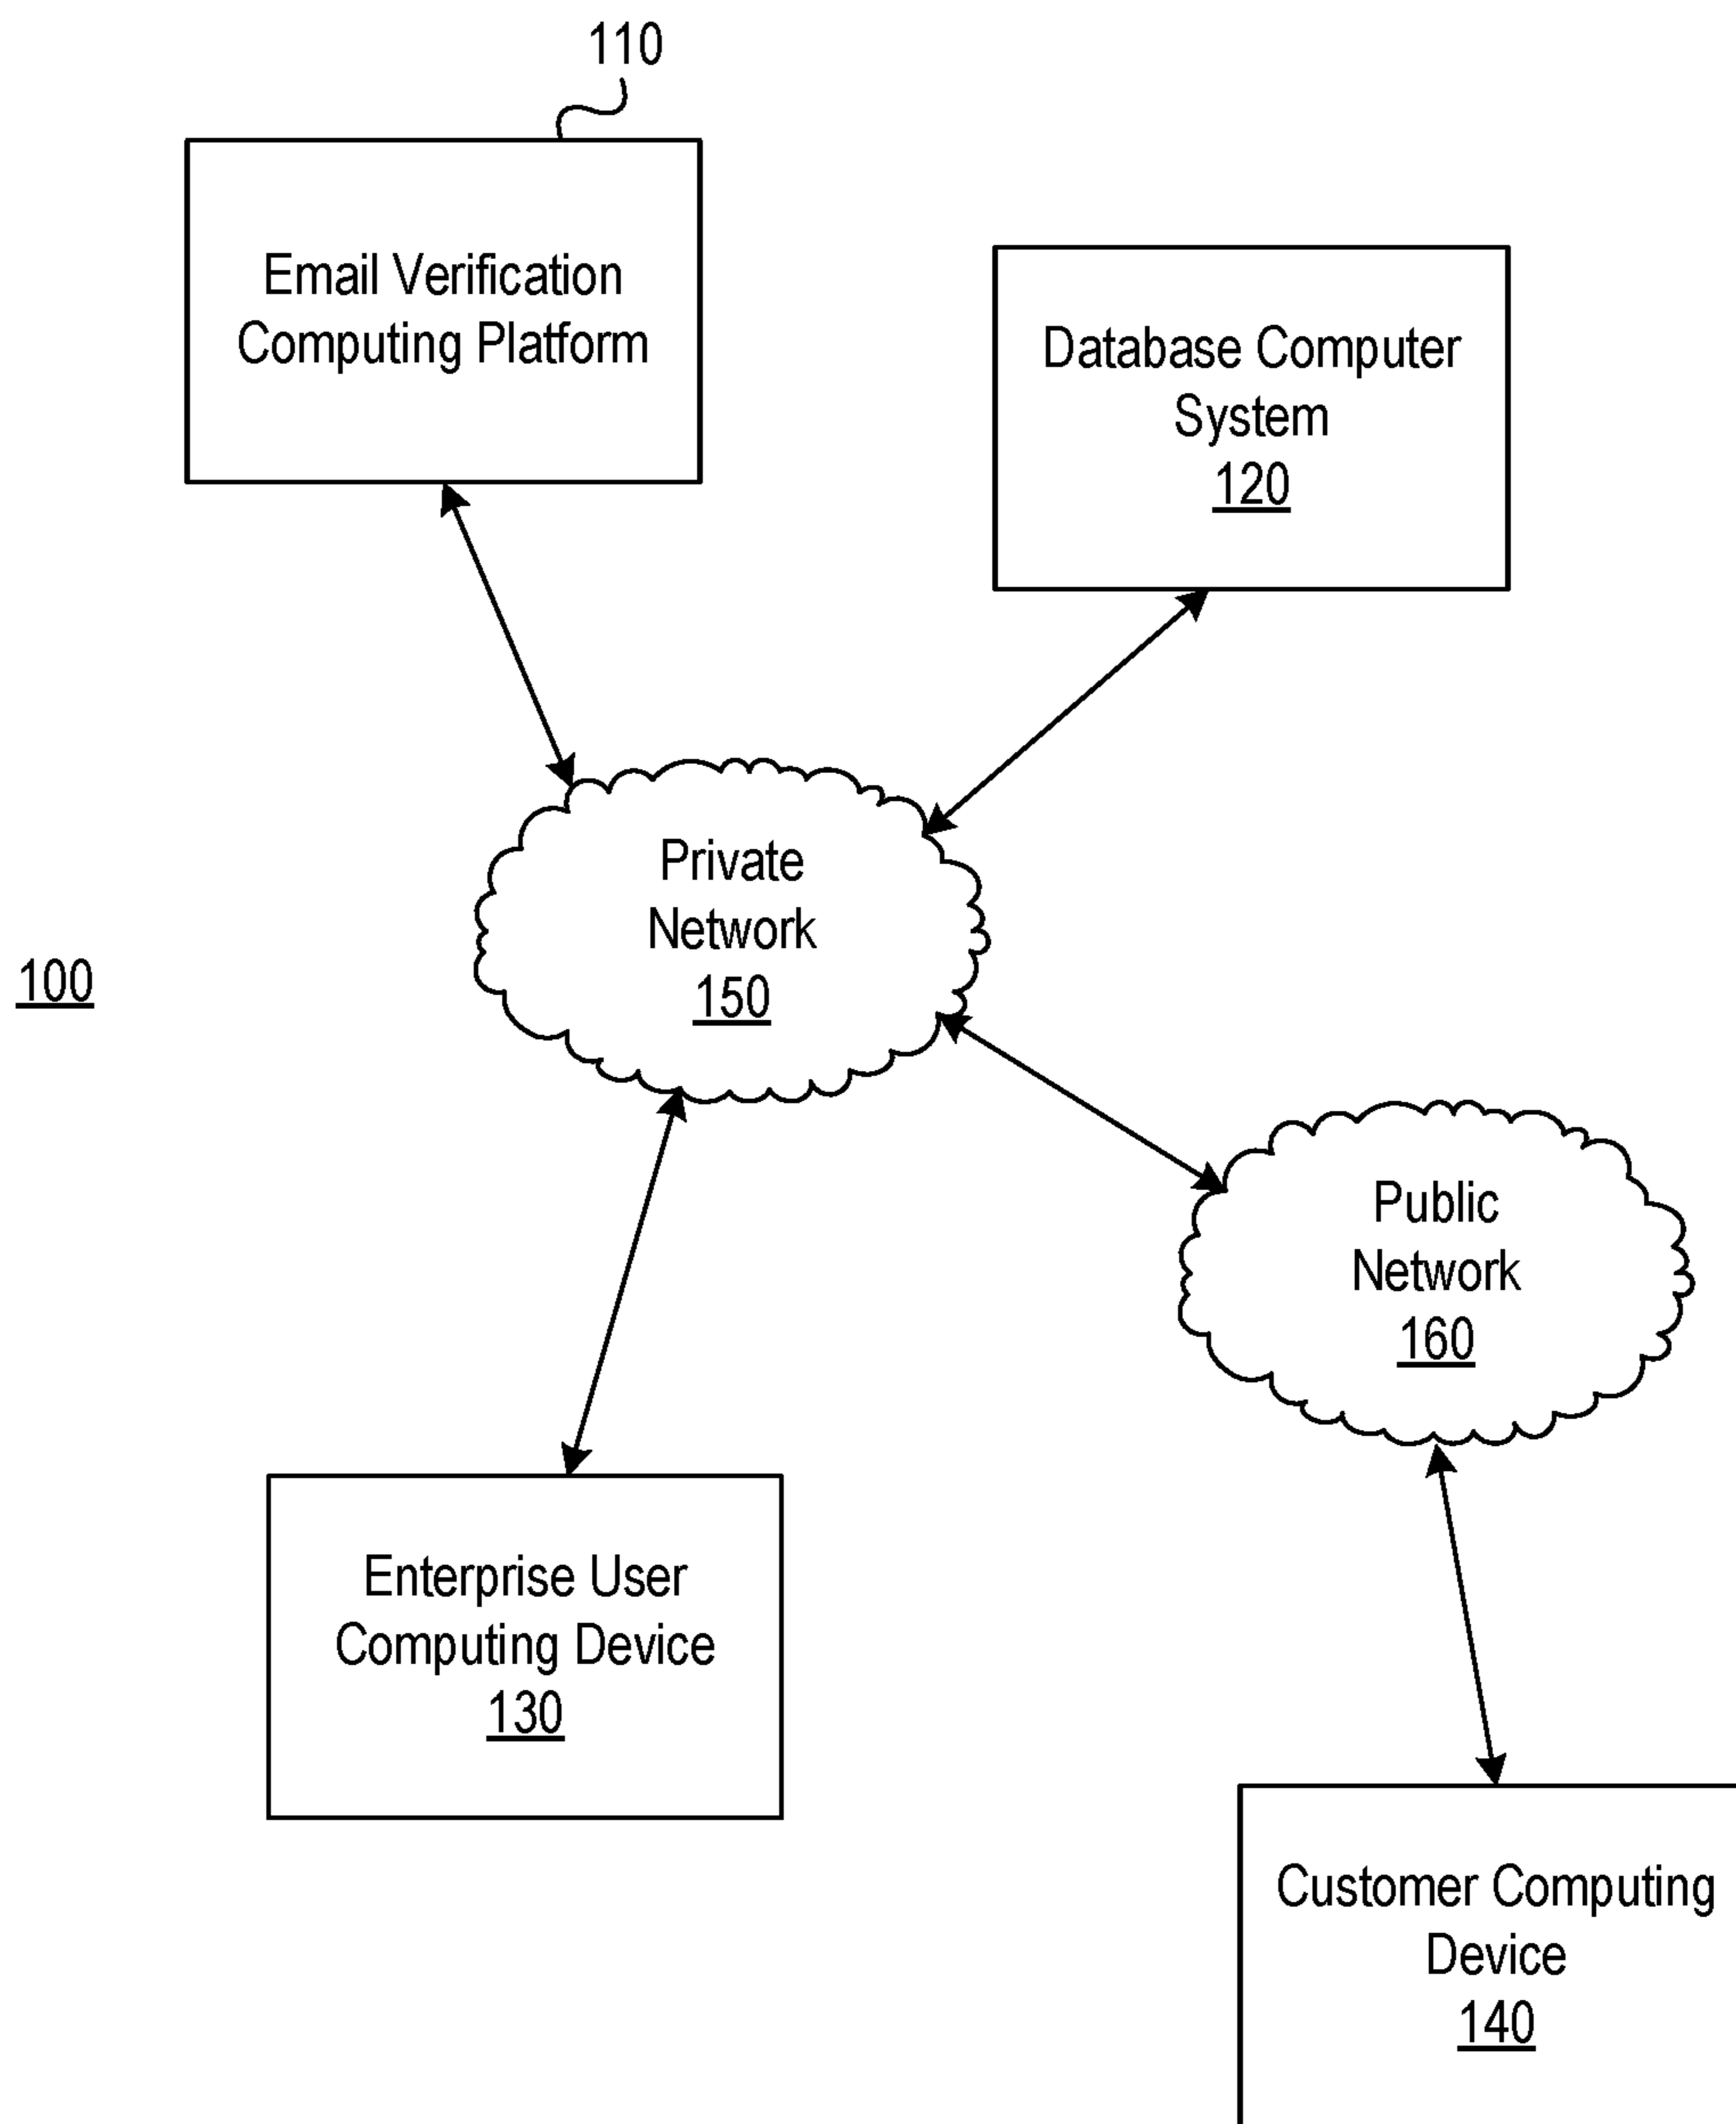 110
Email Verification
Computing Platform
Database Computer
System
120
Private
Network
150
100
Public
Network
160
Enterprise User
Computing Device
130
Customer Computing
Device
140